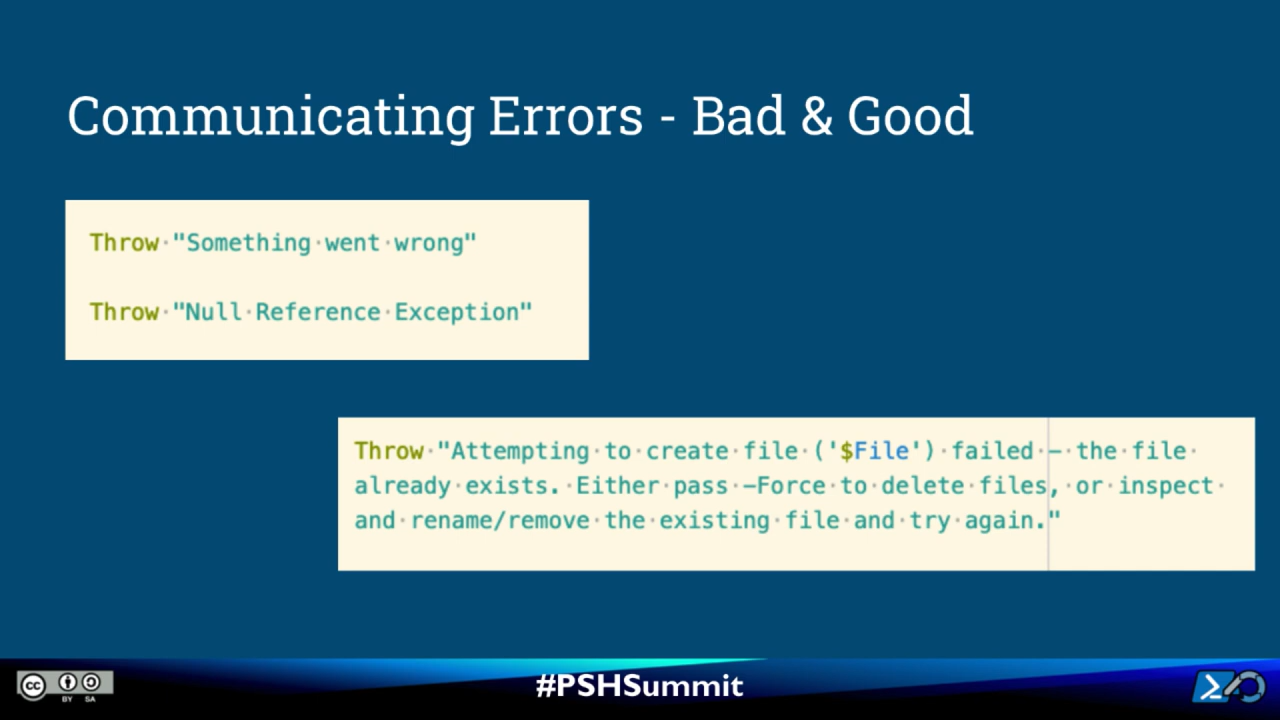 Communicating Errors - Bad & Good
Throw "Something went wrong"
Throw "Null Reference Exception"
Throw "Attempting to create file ('$File') failed - the file
already exists. Either pass -Force to delete files, or inspect
and rename/remove the existing file and try again."
cc
BY SA
#PSHSummit